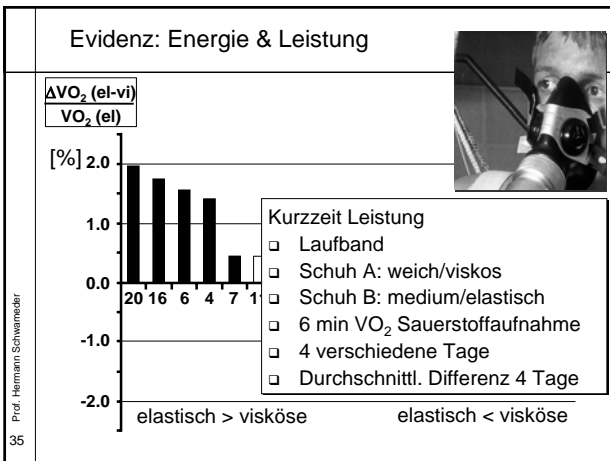 Evidenz: Energie & Leistung
ΔVO₂ (el-vi)
VO₂ (el)
[%]
2.0
1.0
0.0
-1.0
-2.0
20 16 6 4 7
Kurzzeit Leistung
❑ Laufband
❑ Schuh A: weich/viskos
❑ Schuh B: medium/elastisch
❑ 6 min VO₂ Sauerstoffaufnahme
❑ 4 verschiedene Tage
❑ Durchschnittl. Differenz 4 Tage
elastisch > visköse
elastisch < visköse
Prof. Hermann Schwameder
35